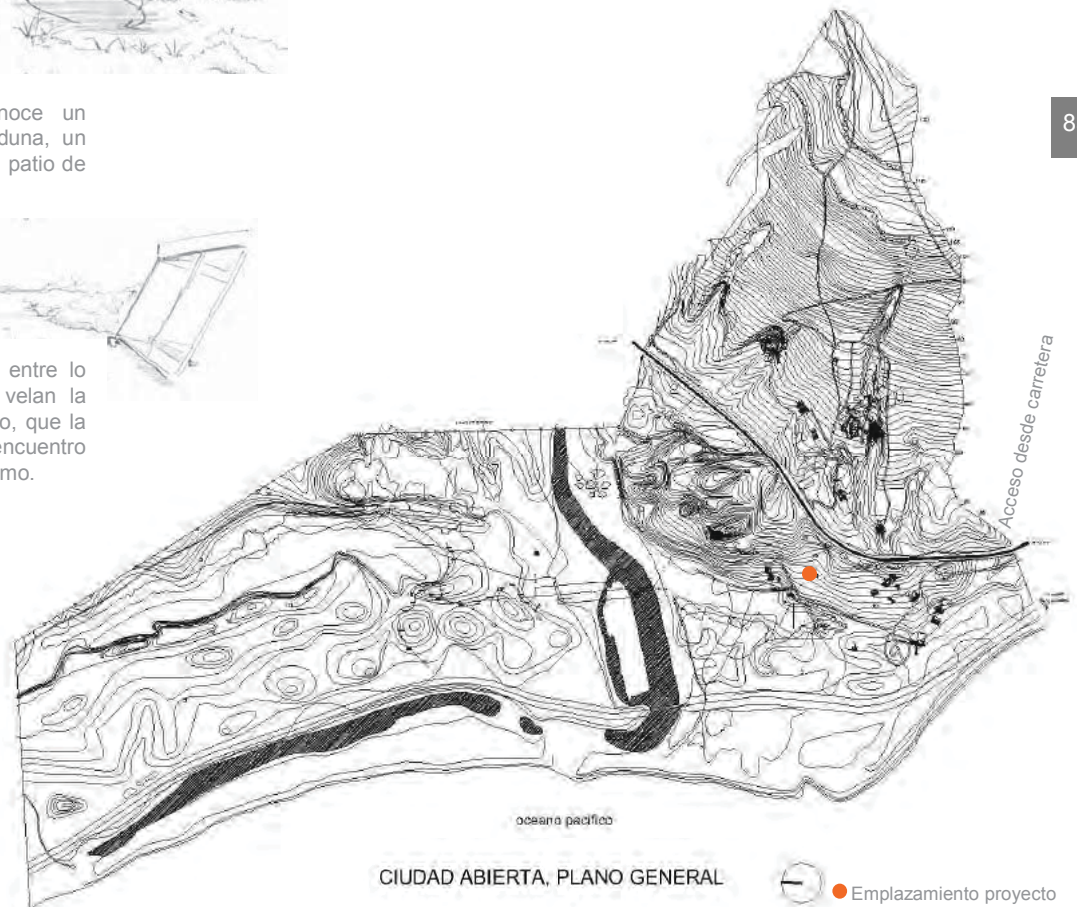 noce un
duna, un
patio de
8
entre lo
velan la
o, que la
encuentro
mo.
Acceso desde carretera
oceano pacifico
CIUDAD ABIERTA, PLANO GENERAL
Emplazamiento proyecto